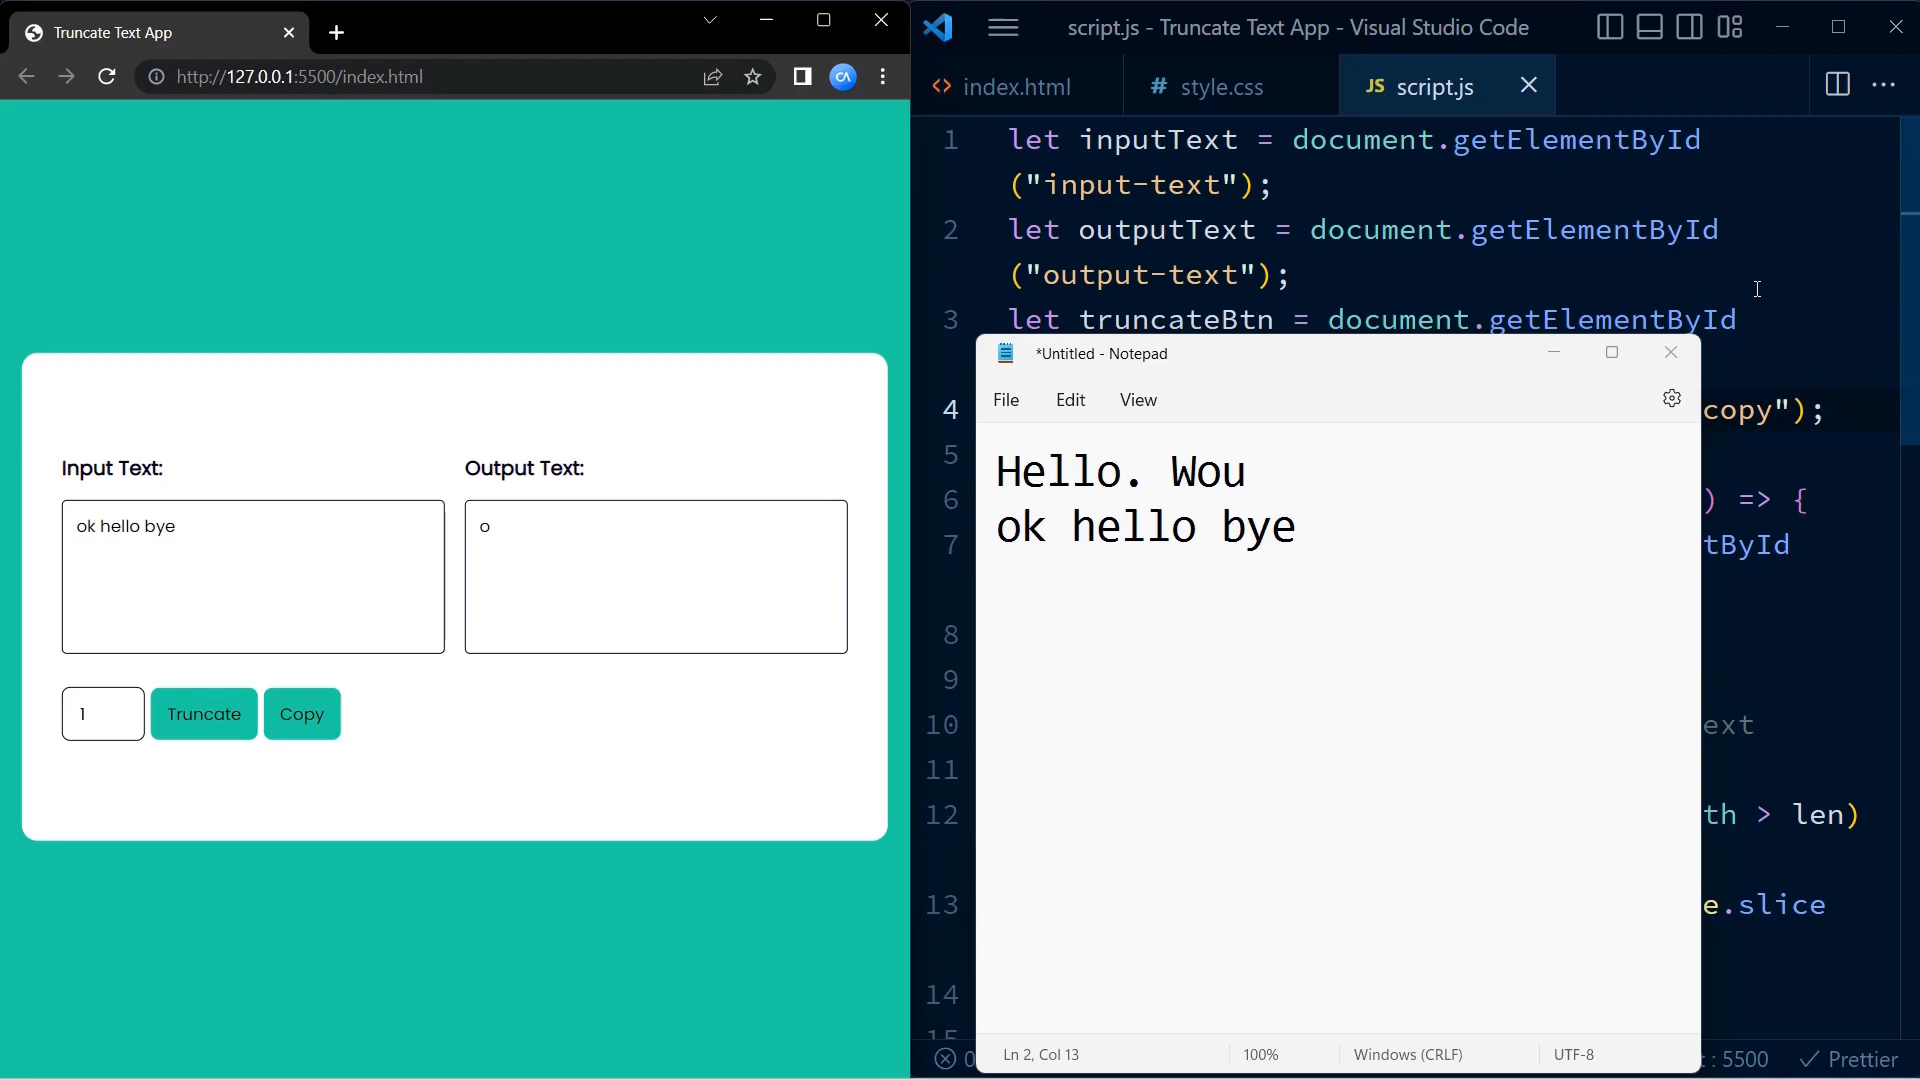 Truncate Text App
http://127.0.0.1:5500/index.html
CA
Input Text:
Output Text:
ok hello bye
o
1
Truncate
Copy
script.js - Truncate Text App - Visual Studio Code
<> index.html
# style.css
JS script.js
1 let inputText = document.getElementById
("input-text");
2 let outputText = document.getElementById
("output-text");
3 let truncateBtn = document.getElementById
4 copy");
5
6 ) => {
7 tById
8
9
10 ext
11
12 th > len)
13 e.slice
14
15
*Untitled - Notepad
File Edit View
Hello. Wou
ok hello bye
Ln 2, Col 13
100%
Windows (CRLF)
UTF-8
0
: 5500
Prettier